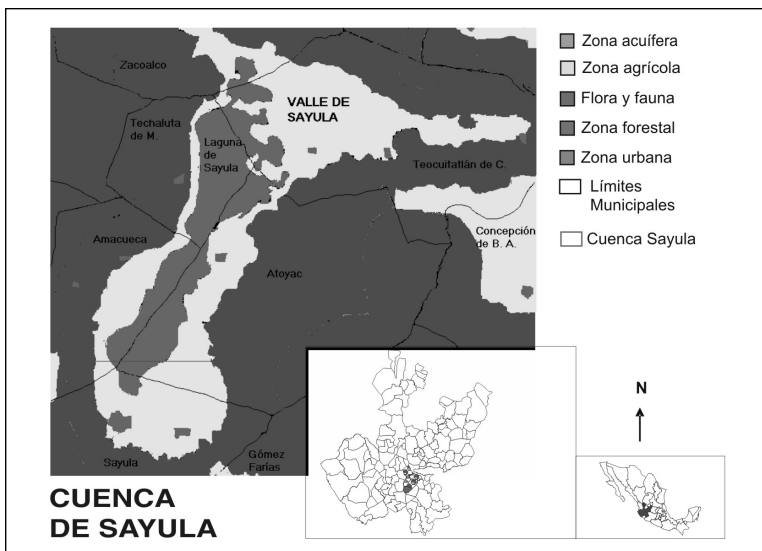 Zacoalco
VALLE DE
SAYULA
Techaluta
de M.
Laguna
de
Sayula
Teocuitatlán de C.
Amacueca
Concepción
de B. A.
Atoyac
Sayula
Gómez
Farías
Zona acuífera
Zona agrícola
Flora y fauna
Zona forestal
Zona urbana
Límites
Municipales
Cuenca Sayula
N
CUENCA
DE SAYULA